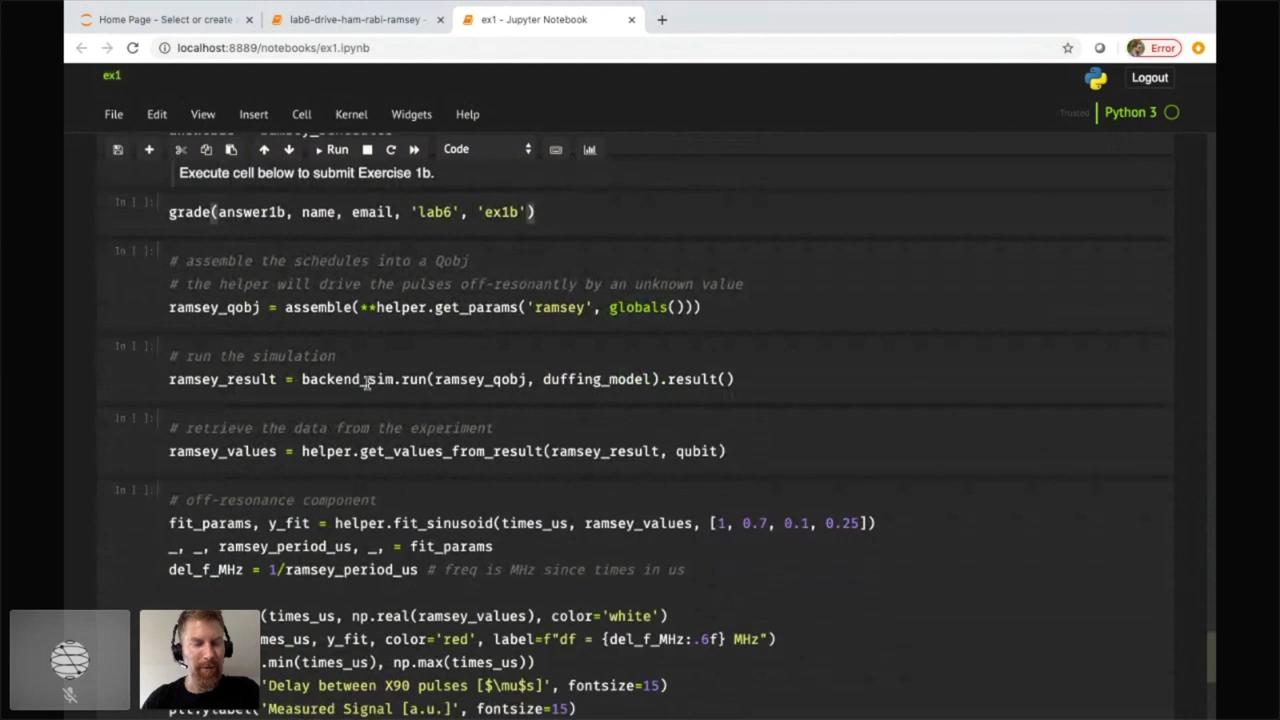 Home Page - Select or create
lab6-drive-ham-rabi-ramsey -
ex1 - Jupyter Notebook
localhost:8889/notebooks/ex1.ipynb
Error
ex1
Logout
File Edit View Insert Cell Kernel Widgets Help
Trusted
Python 3
Run
Code
Execute cell below to submit Exercise 1b.
In [ ]:
grade(answer1b, name, email, 'lab6', 'ex1b')
In [ ]:
# assemble the schedules into a Qobj
# the helper will drive the pulses off-resonantly by an unknown value
ramsey_qobj = assemble(**helper.get_params('ramsey', globals()))
In [ ]:
# run the simulation
ramsey_result = backend_sim.run(ramsey_qobj, duffing_model).result()
In [ ]:
# retrieve the data from the experiment
ramsey_values = helper.get_values_from_result(ramsey_result, qubit)
In [ ]:
# off-resonance component
fit_params, y_fit = helper.fit_sinusoid(times_us, ramsey_values, [1, 0.7, 0.1, 0.25])
_, _, ramsey_period_us, _, = fit_params
del_f_MHz = 1/ramsey_period_us # freq is MHz since times in us
(times_us, np.real(ramsey_values), color='white')
mes_us, y_fit, color='red', label=f"df = {del_f_MHz:.6f} MHz")
.min(times_us), np.max(times_us))
'Delay between X90 pulses [$\mu$s]', fontsize=15)
plt.ylabel('Measured Signal [a.u.]', fontsize=15)